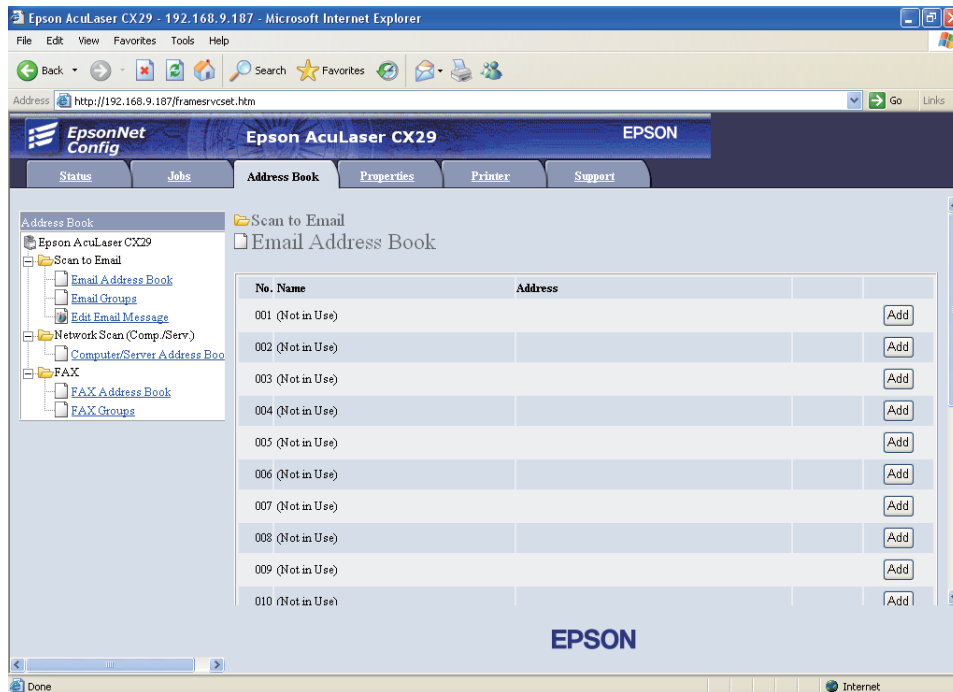 Epson AcuLaser CX29 - 192.168.9.187 - Microsoft Internet Explorer
File Edit View Favorites Tools Help
Back Search Favorites
Address http://192.168.9.187/framesrvcset.htm Go Links
EpsonNet
Config
Epson AcuLaser CX29
EPSON
Status Jobs Address Book Properties Printer Support
Address Book
Epson AcuLaser CX29
Scan to Email
Email Address Book
Email Groups
Edit Email Message
Network Scan (Comp./Serv.)
Computer/Server Address Boo
FAX
FAX Address Book
FAX Groups
Scan to Email
Email Address Book
No. Name Address
001 (Not in Use) Add
002 (Not in Use) Add
003 (Not in Use) Add
004 (Not in Use) Add
005 (Not in Use) Add
006 (Not in Use) Add
007 (Not in Use) Add
008 (Not in Use) Add
009 (Not in Use) Add
010 (Not in Use) Add
EPSON
Done Internet